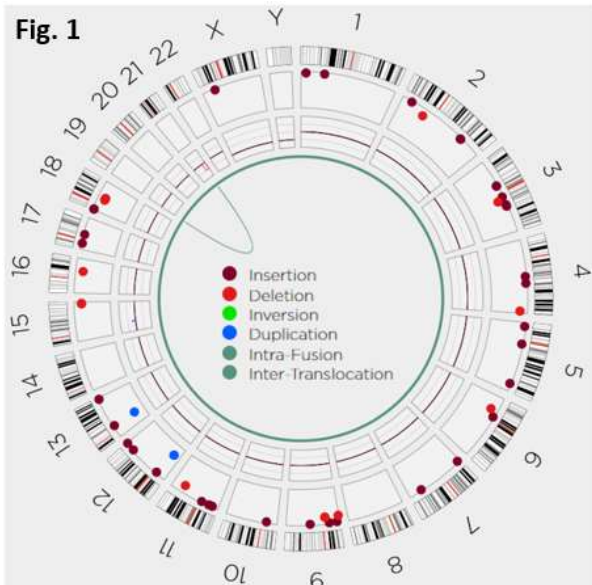 Fig. 1
1
2
3
4
5
6
7
8
9
10
11
12
13
14
15
16
17
18
19
20
21
22
X
Y
Insertion
Deletion
Inversion
Duplication
Intra-Fusion
Inter-Translocation